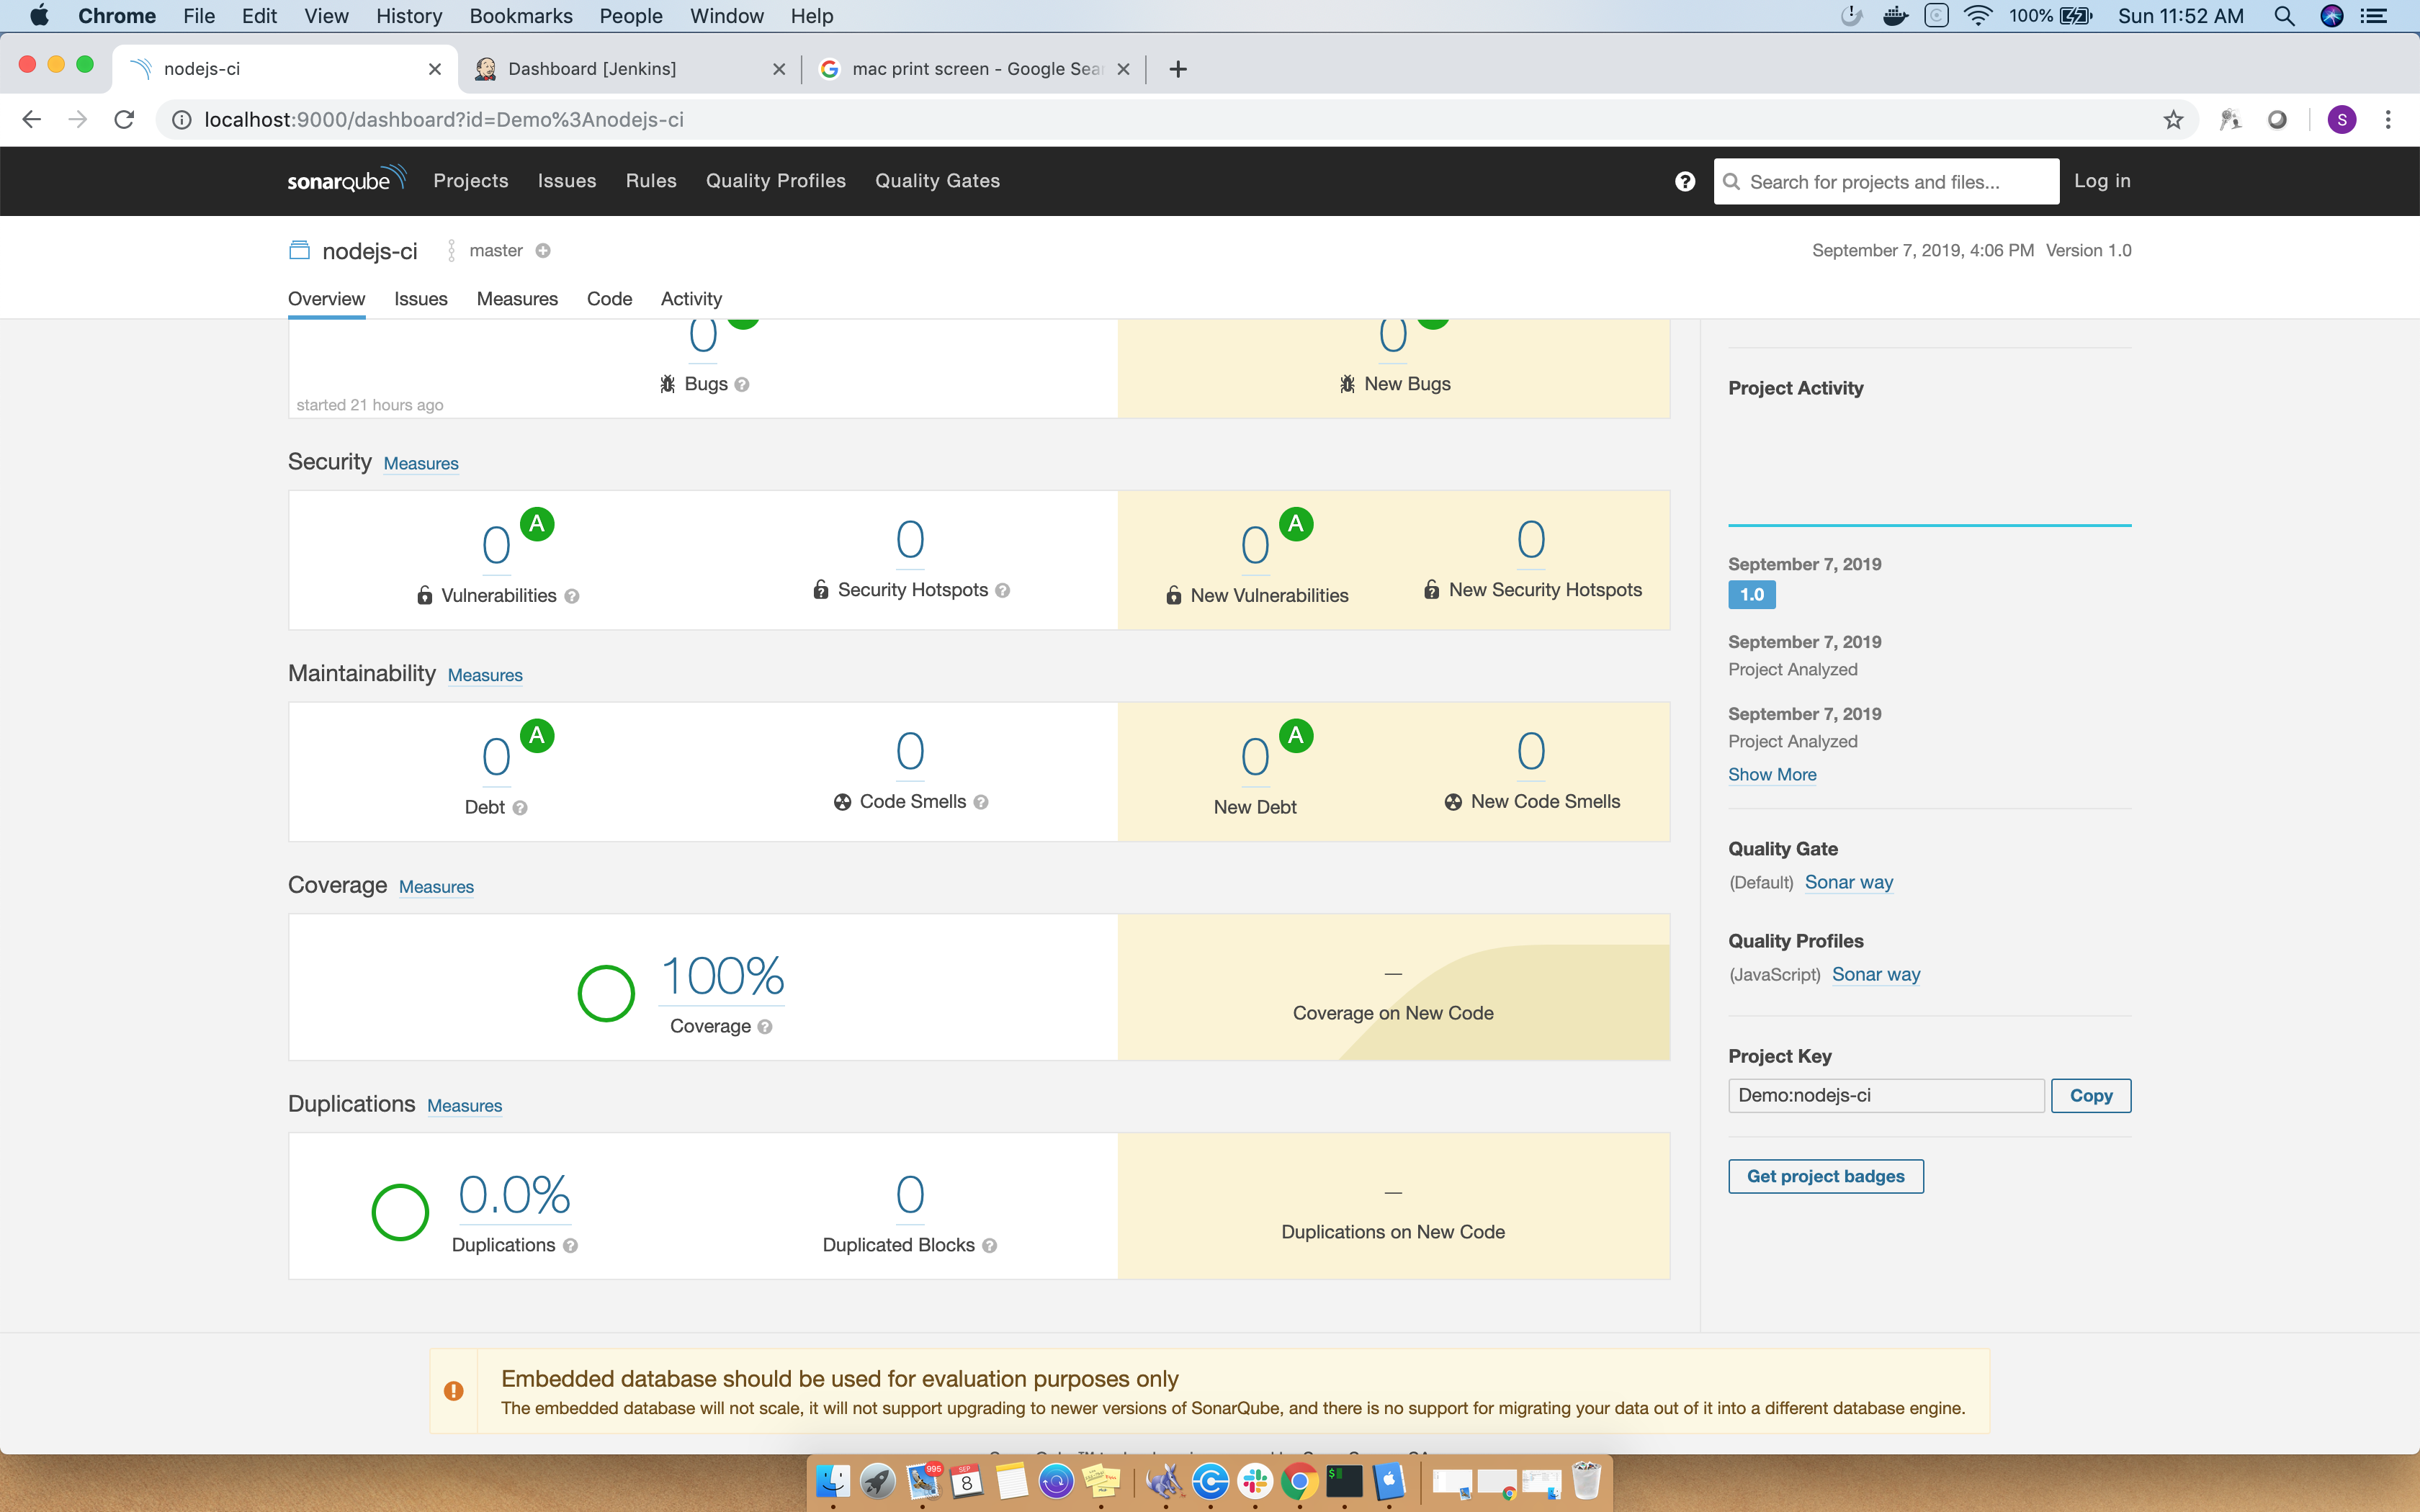 Chrome File Edit View History Bookmarks People Window Help 100% Sun 11:52 AM
nodejs-ci Dashboard [Jenkins] mac print screen - Google Sea
localhost:9000/dashboard?id=Demo%3Anodejs-ci S
sonarqube Projects Issues Rules Quality Profiles Quality Gates ? Search for projects and files... Log in
nodejs-ci master September 7, 2019, 4:06 PM Version 1.0
Overview Issues Measures Code Activity
0 0
Bugs ? New Bugs
started 21 hours ago
Security Measures
0 A 0 0 A 0
Vulnerabilities ? Security Hotspots ? New Vulnerabilities New Security Hotspots
Maintainability Measures
0 A 0 0 A 0
Debt ? Code Smells ? New Debt New Code Smells
Coverage Measures
100% —
Coverage ? Coverage on New Code
Duplications Measures
0.0% 0 —
Duplications ? Duplicated Blocks ? Duplications on New Code
Project Activity
September 7, 2019
1.0
September 7, 2019
Project Analyzed
September 7, 2019
Project Analyzed
Show More
Quality Gate
(Default) Sonar way
Quality Profiles
(JavaScript) Sonar way
Project Key
Demo:nodejs-ci Copy
Get project badges
Embedded database should be used for evaluation purposes only
The embedded database will not scale, it will not support upgrading to newer versions of SonarQube, and there is no support for migrating your data out of it into a different database engine.
995 SEP 8 $